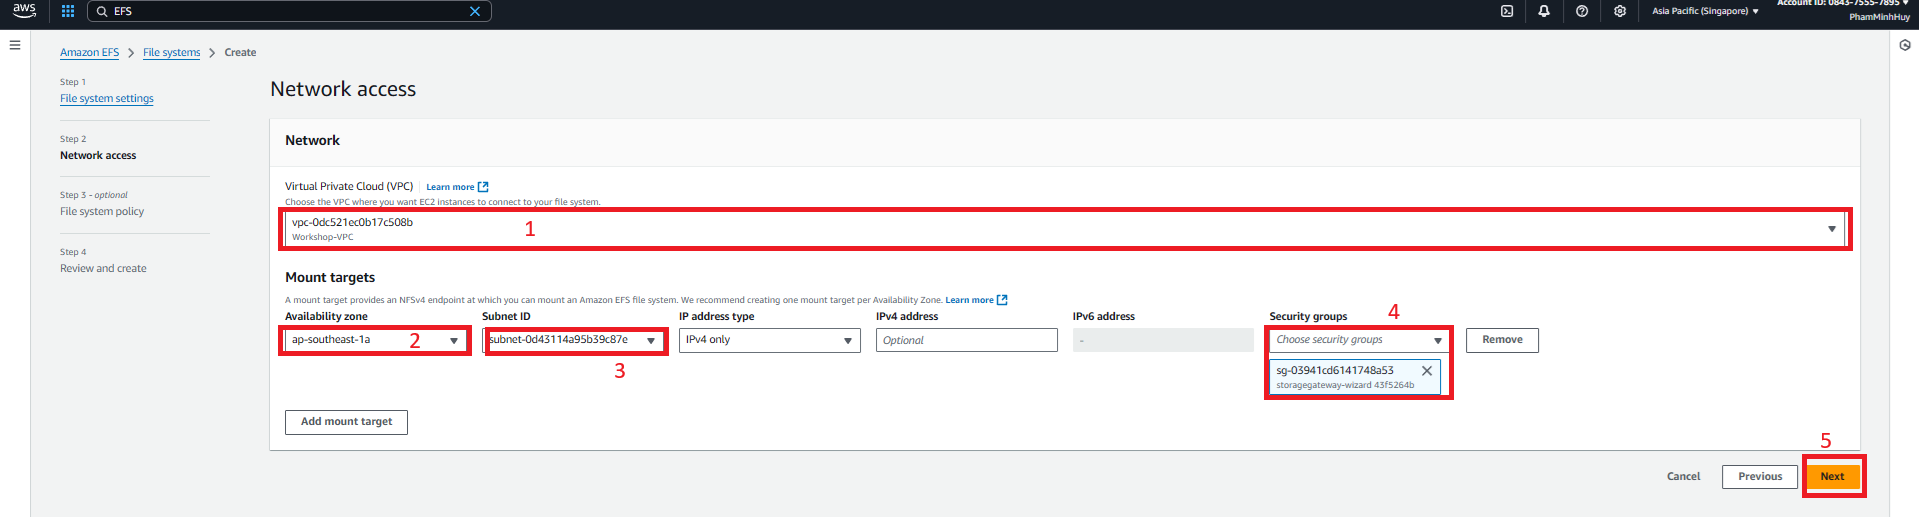 aws
EFS
Asia Pacific (Singapore)
Account ID: 0843-7555-7895
PhamMinhHuy
Amazon EFS > File systems > Create
Step 1
File system settings
Step 2
Network access
Step 3 - optional
File system policy
Step 4
Review and create
Network access
Network
Virtual Private Cloud (VPC) Learn more
Choose the VPC where you want EC2 instances to connect to your file system.
vpc-0dc521ec0b17c508b
Workshop-VPC
1
Mount targets
A mount target provides an NFSv4 endpoint at which you can mount an Amazon EFS file system. We recommend creating one mount target per Availability Zone. Learn more
Availability zone Subnet ID IP address type IPv4 address IPv6 address Security groups 4
ap-southeast-1a 2 subnet-0d43114a95b39c87e IPv4 only Optional - Choose security groups Remove
3
sg-03941cd6141748a53
storagegateway-wizard 43f5264b
Add mount target
5
Cancel Previous Next